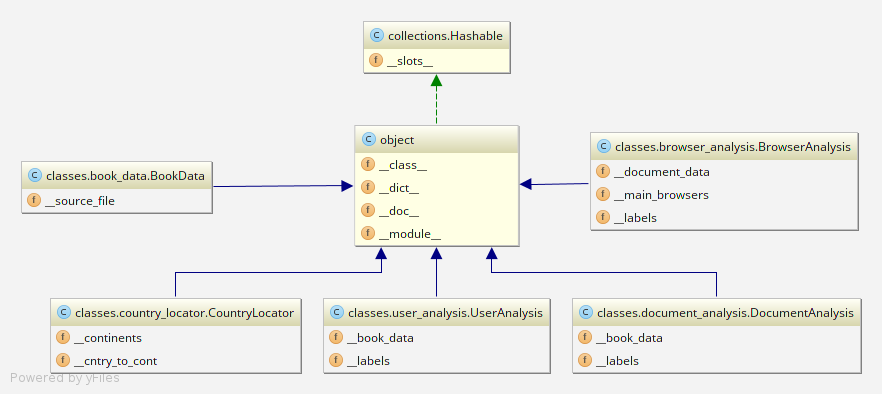 C collections.Hashable
f __slots__
C object
f __class__
f __dict__
f __doc__
f __module__
C classes.book_data.BookData
f __source_file
C classes.browser_analysis.BrowserAnalysis
f __document_data
f __main_browsers
f __labels
C classes.country_locator.CountryLocator
f __continents
f __cntry_to_cont
C classes.user_analysis.UserAnalysis
f __book_data
f __labels
C classes.document_analysis.DocumentAnalysis
f __book_data
f __labels
Powered by yFiles